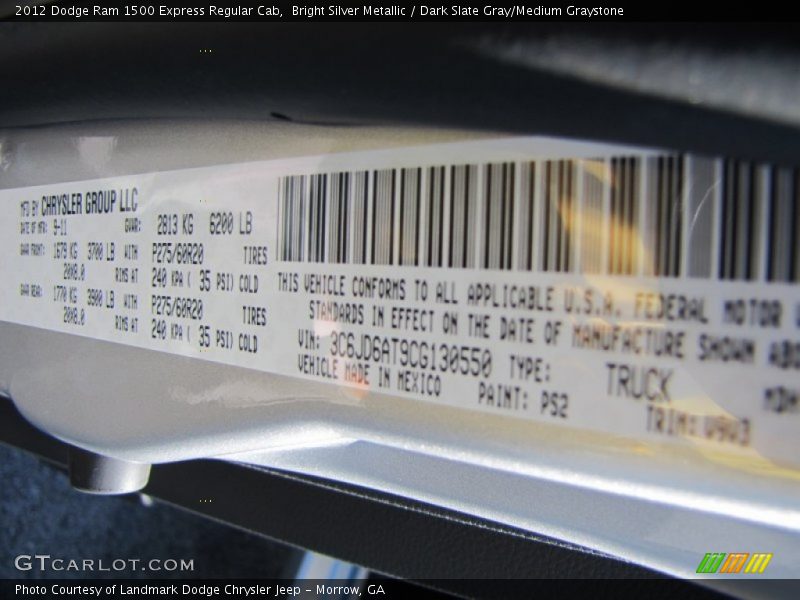 2012 Dodge Ram 1500 Express Regular Cab,  Bright Silver Metallic / Dark Slate Gray/Medium Graystone
MFD BY CHRYSLER GROUP LLC
DATE OF MFR: 9-11 GVWR: 2813 KG 6200 LB
GAWR FRONT: 1679 KG 3700 LB WITH P275/60R20 TIRES
20X8.0 RIMS AT 240 KPA ( 35 PSI) COLD
GAWR REAR: 1770 KG 3900 LB WITH P275/60R20 TIRES
20X8.0 RIMS AT 240 KPA ( 35 PSI) COLD
THIS VEHICLE CONFORMS TO ALL APPLICABLE U.S.A. FEDERAL MOTOR
STANDARDS IN EFFECT ON THE DATE OF MANUFACTURE SHOWN ABO
VIN: 3C6JD6AT9CG130550 TYPE: TRUCK
VEHICLE MADE IN MEXICO PAINT: PS2 MDH
TRIM: V9V3
GTCARLOT.COM
Photo Courtesy of Landmark Dodge Chrysler Jeep - Morrow, GA